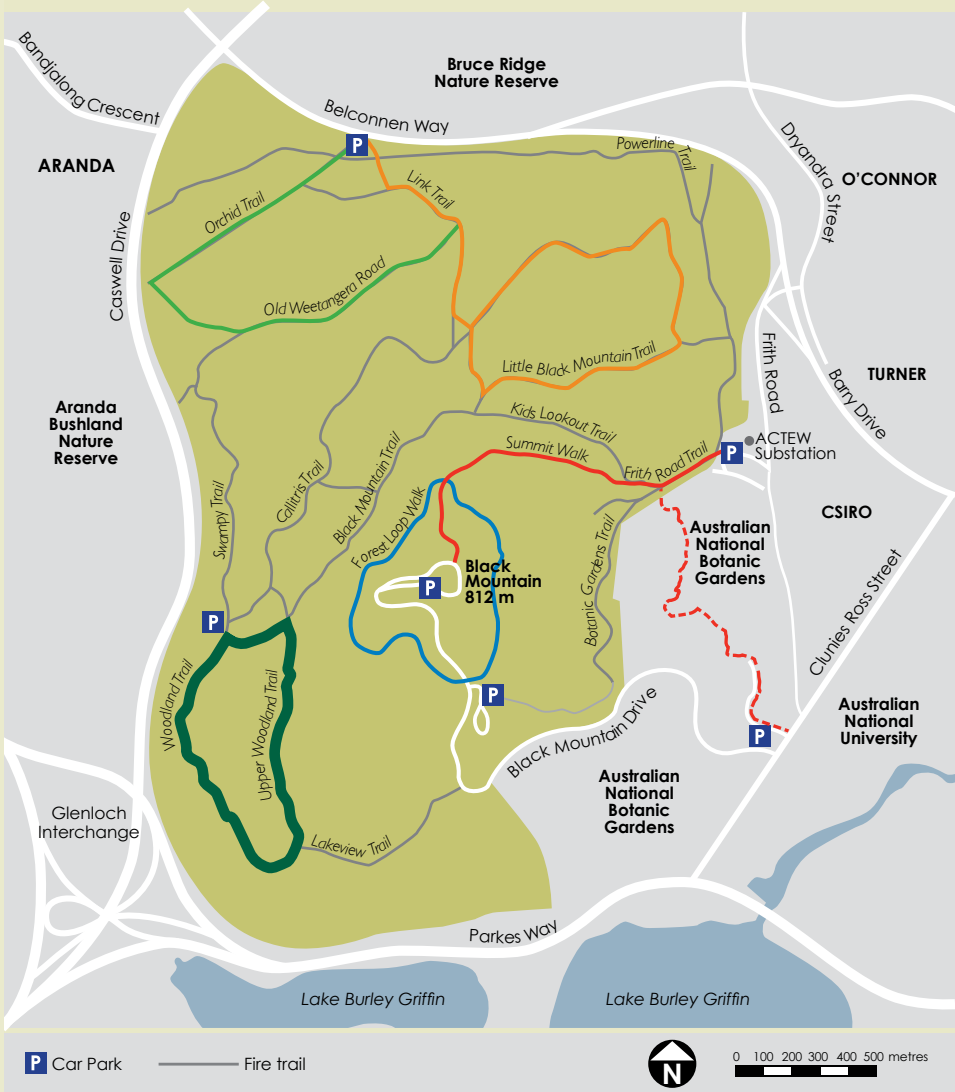 Bandjalong Crescent
Bruce Ridge
Nature Reserve
Belconnen Way
P
ARANDA
Powerline Trail
Dryandra Street
O'CONNOR
Link Trail
Orchid Trail
Caswell Drive
Old Weetangera Road
Little Black Mountain Trail
Frith Road
TURNER
Barry Drive
Aranda
Bushland
Nature
Reserve
Kids Lookout Trail
Summit Walk
Frith Road Trail
P
ACTEW
Substation
Swampy Trail
Callitris Trail
Black Mountain Trail
Forest Loop Walk
CSIRO
Australian
National
Botanic
Gardens
Black
Mountain
812 m
P
Botanic Gardens Trail
Clunies Ross Street
P
Woodland Trail
Upper Woodland Trail
P
Black Mountain Drive
P
Australian
National
University
Australian
National
Botanic
Gardens
Glenloch
Interchange
Lakeview Trail
Parkes Way
Lake Burley Griffin
Lake Burley Griffin
P Car Park
Fire trail
N
0 100 200 300 400 500 metres